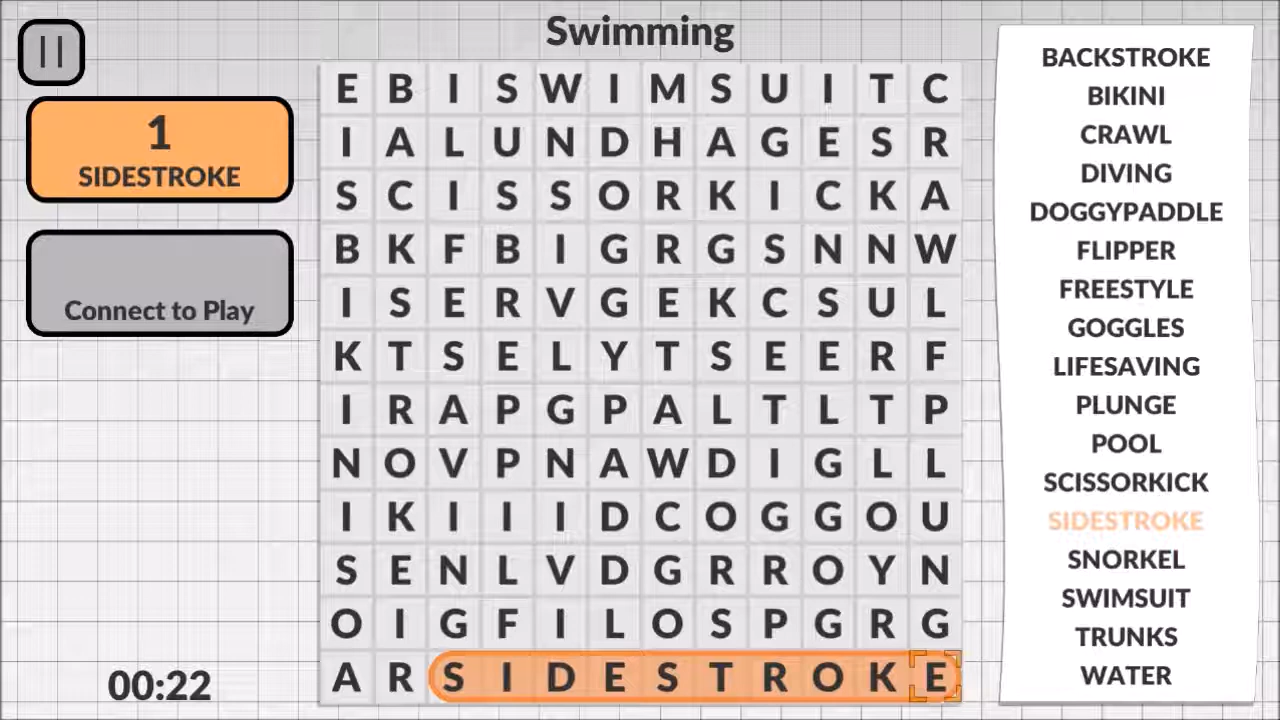 Swimming
1
SIDESTROKE
Connect to Play
00:22
E B I S W I M S U I T C
I A L U N D H A G E S R
S C I S S O R K I C K A
B K F B I G R G S N N W
I S E R V G E K C S U L
K T S E L Y T S E E R F
I R A P G P A L T L T P
N O V P N A W D I G L L
I K I I I D C O G G O U
S E N L V D G R R O Y N
O I G F I L O S P G R G
A R S I D E S T R O K E
BACKSTROKE
BIKINI
CRAWL
DIVING
DOGGYPADDLE
FLIPPER
FREESTYLE
GOGGLES
LIFESAVING
PLUNGE
POOL
SCISSORKICK
SIDESTROKE
SNORKEL
SWIMSUIT
TRUNKS
WATER